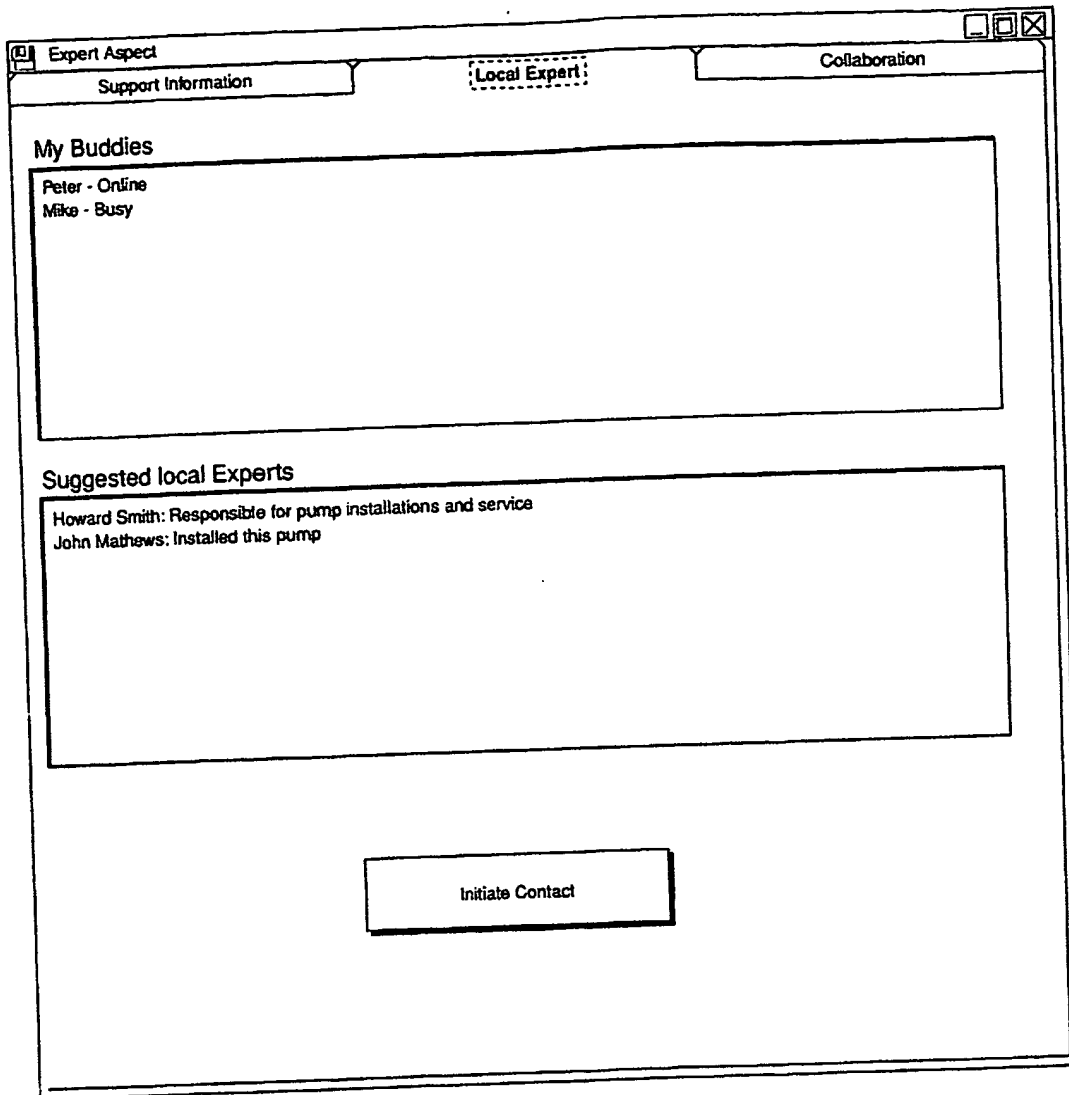 Expert Aspect
Support Information
Local Expert
Collaboration
My Buddies
Peter - Online
Mike - Busy
Suggested local Experts
Howard Smith: Responsible for pump installations and service
John Mathews: Installed this pump
Initiate Contact